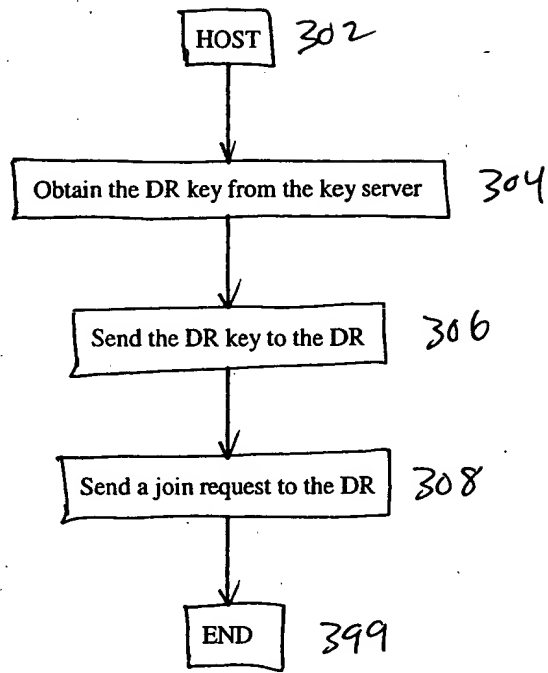 HOST 302
Obtain the DR key from the key server 304
Send the DR key to the DR 306
Send a join request to the DR 308
END 399